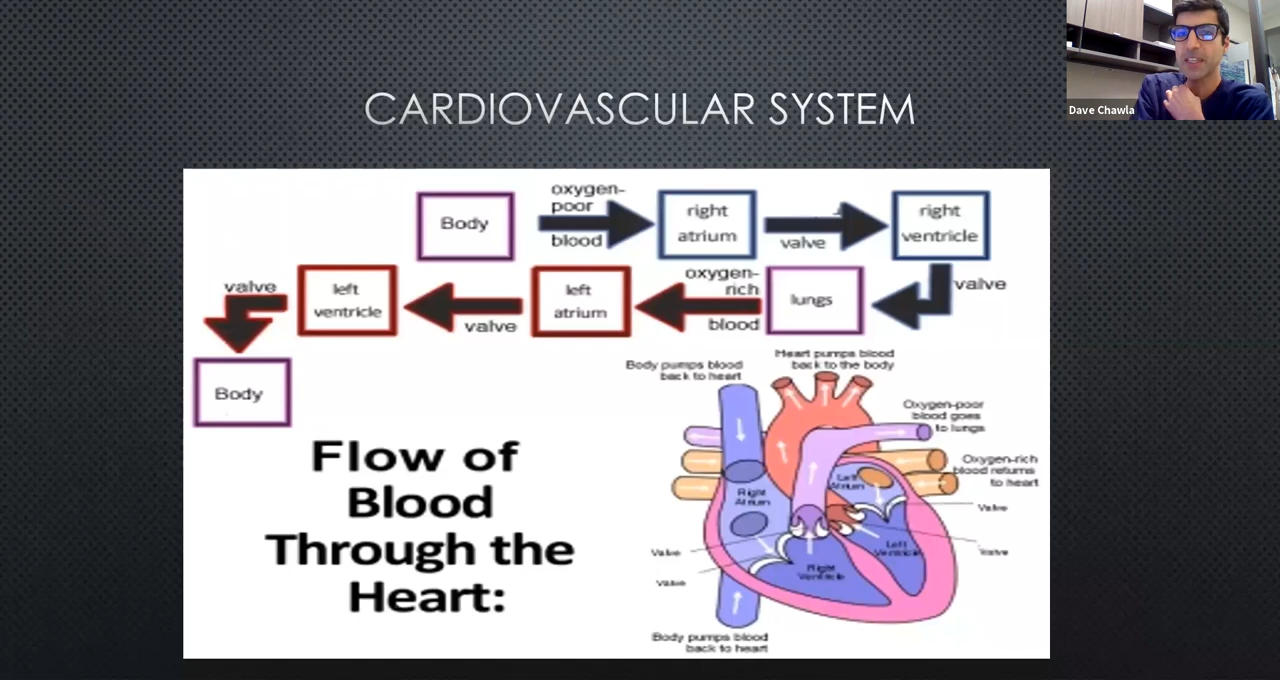 Dave Chawla
CARDIOVASCULAR SYSTEM
Body
oxygen-
poor
blood
right
atrium
valve
right
ventricle
valve
lungs
oxygen-
rich
blood
left
atrium
valve
left
ventricle
valve
Body
Flow of
Blood
Through the
Heart:
Body pumps blood
back to heart
Heart pumps blood
back to the body
Oxygen-poor
blood goes
to lungs
Oxygen-rich
blood returns
to heart
Left
Atrium
Right
Atrium
Valve
Valve
Left
Ventricle
Right
Ventricle
Valve
Valve
Body pumps blood
back to heart